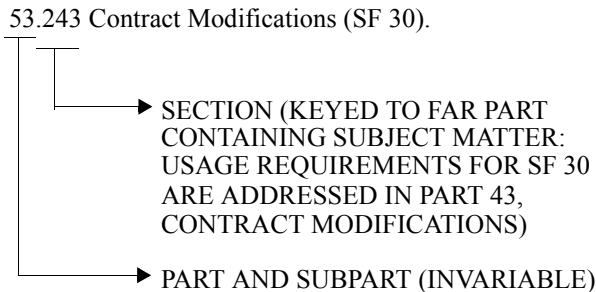 53.243 Contract Modifications (SF 30).
SECTION (KEYED TO FAR PART
CONTAINING SUBJECT MATTER:
USAGE REQUIREMENTS FOR SF 30
ARE ADDRESSED IN PART 43,
CONTRACT MODIFICATIONS)
PART AND SUBPART (INVARIABLE)